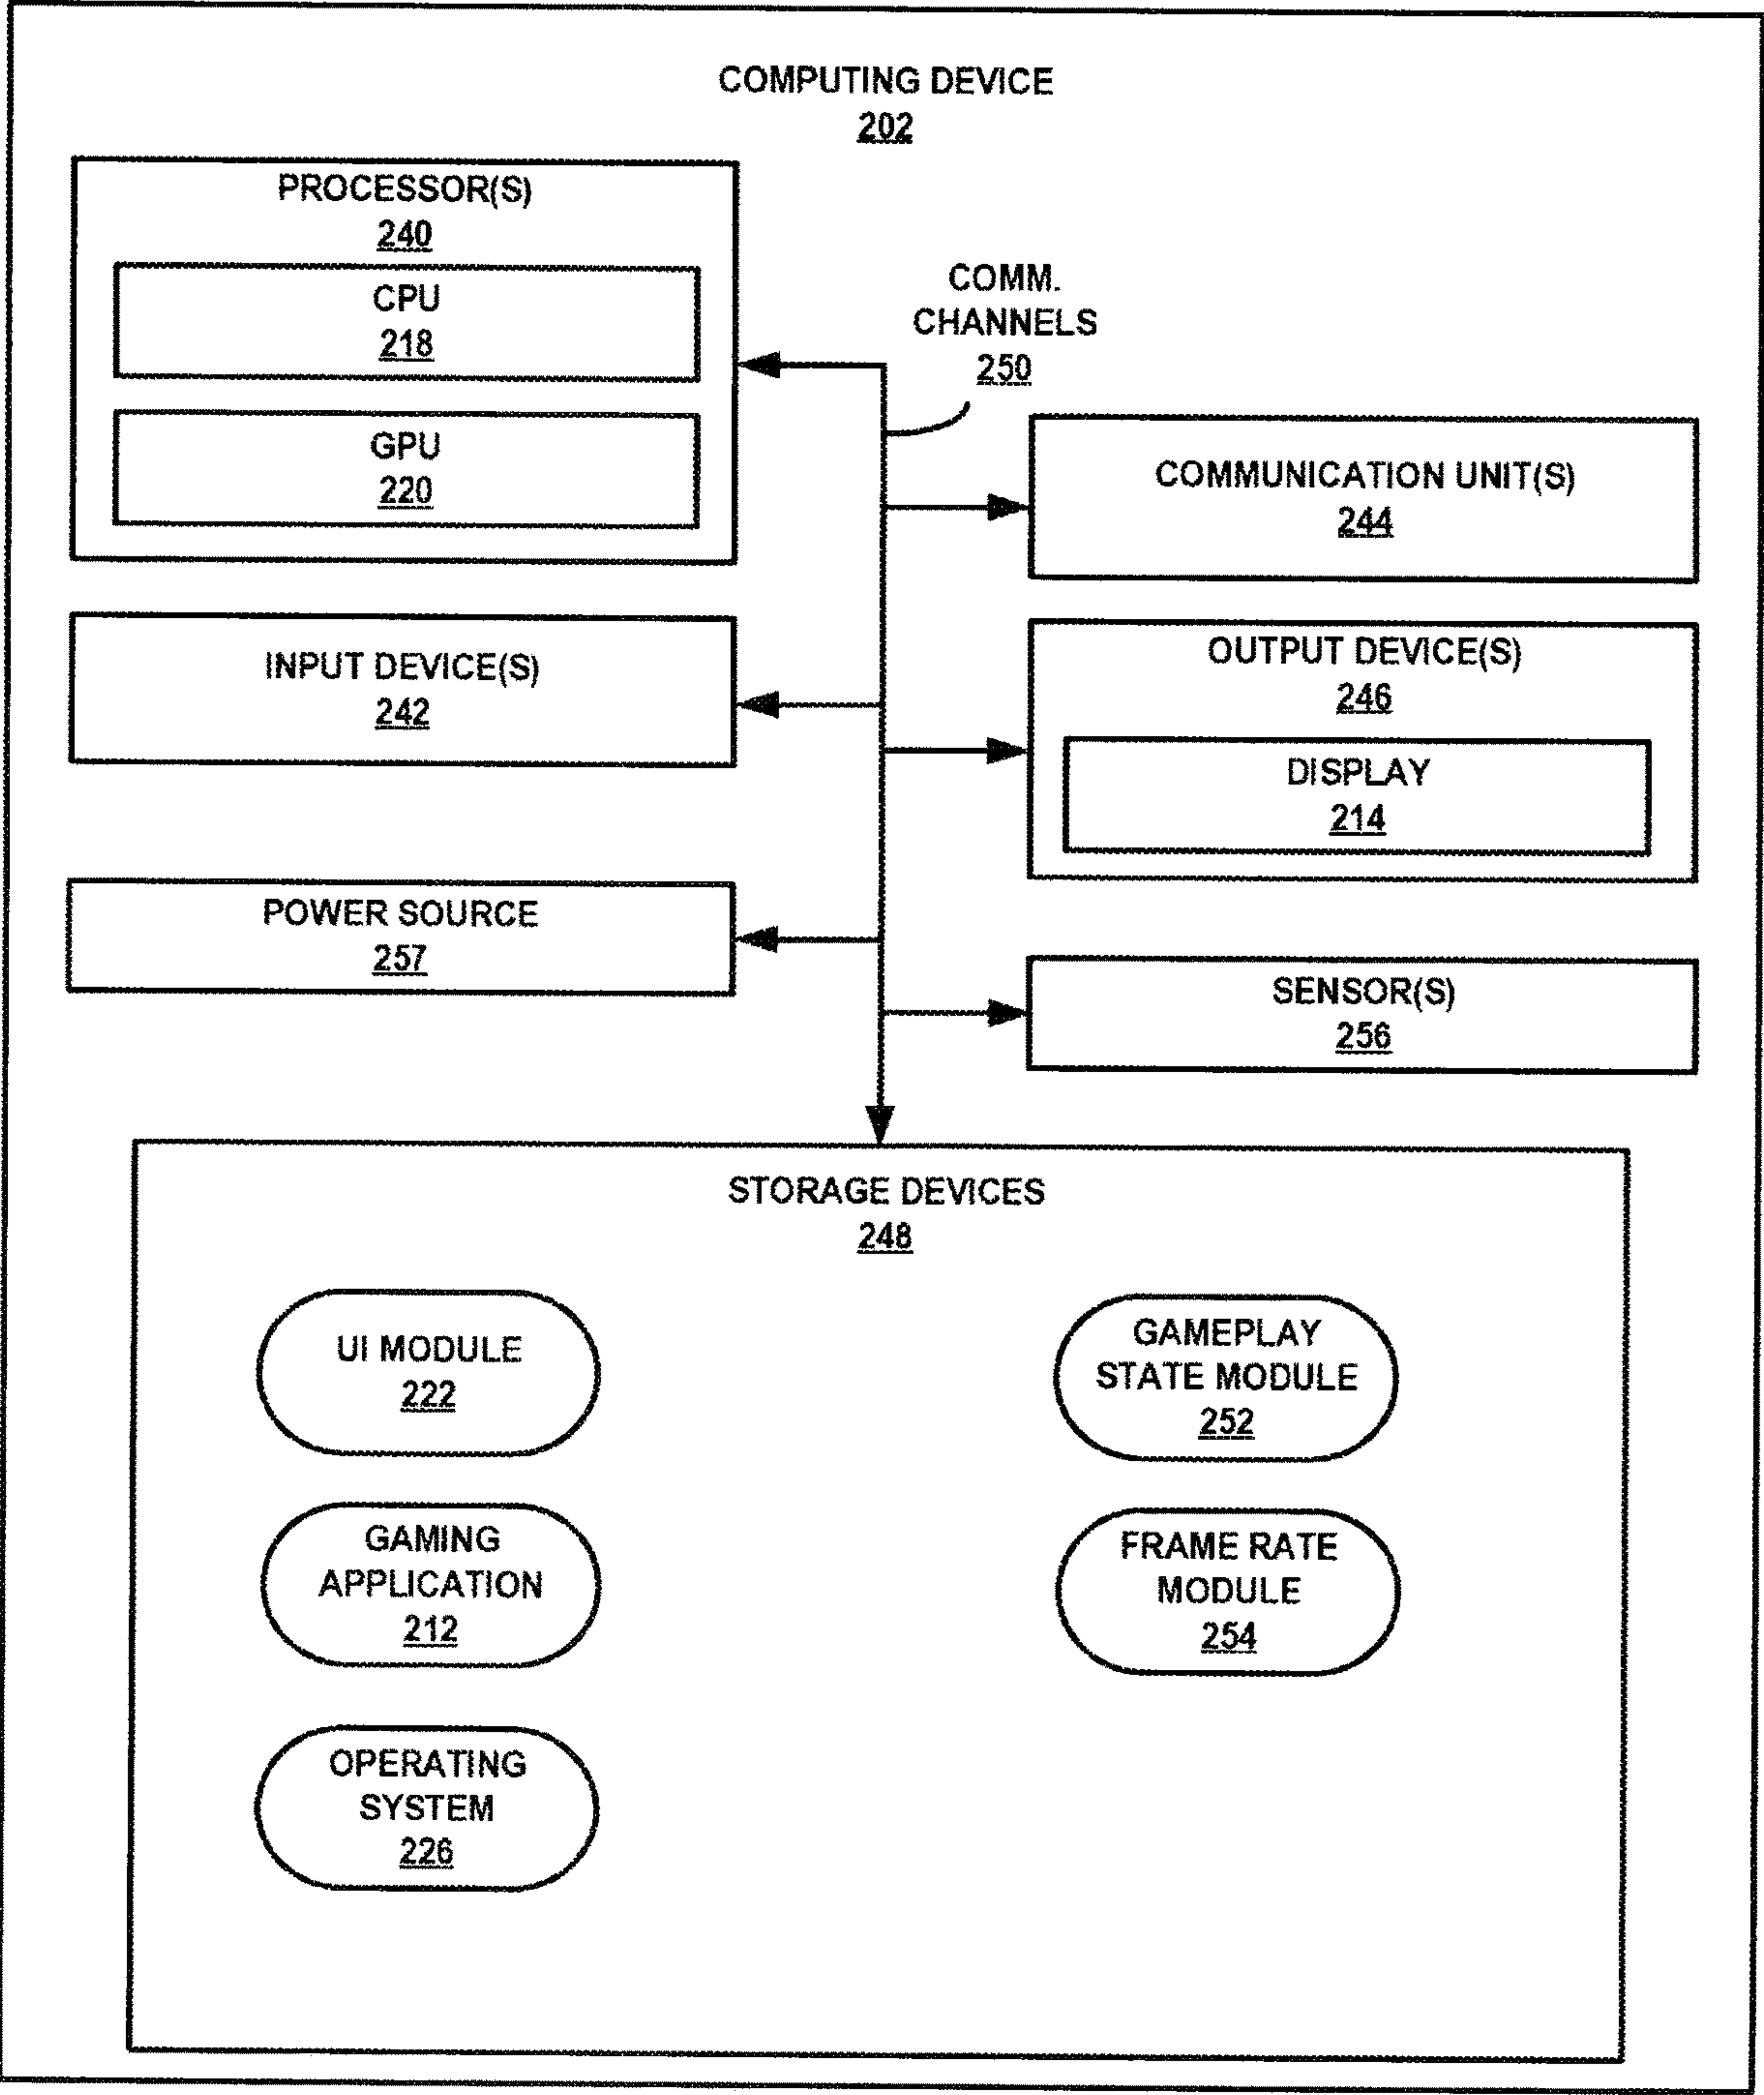 COMPUTING DEVICE
202
PROCESSOR(S)
240
CPU
218
GPU
220
COMM.
CHANNELS
250
COMMUNICATION UNIT(S)
244
INPUT DEVICE(S)
242
OUTPUT DEVICE(S)
246
DISPLAY
214
POWER SOURCE
257
SENSOR(S)
256
STORAGE DEVICES
248
UI MODULE
222
GAMEPLAY
STATE MODULE
252
GAMING
APPLICATION
212
FRAME RATE
MODULE
254
OPERATING
SYSTEM
226